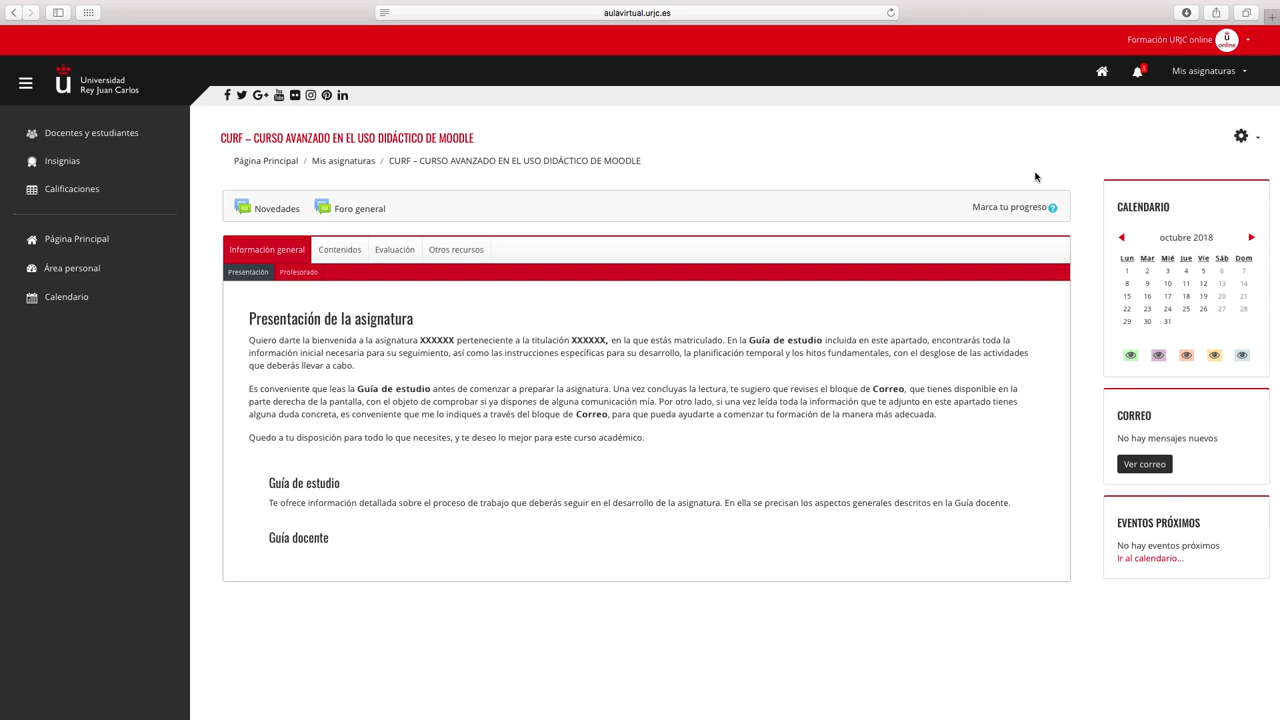 aulavirtual.urjc.es
Formación URJC online
ü
online
Universidad
Rey Juan Carlos
3
Mis asignaturas
Docentes y estudiantes
Insignias
Calificaciones
Página Principal
Área personal
Calendario
CURF – CURSO AVANZADO EN EL USO DIDÁCTICO DE MOODLE
Página Principal / Mis asignaturas / CURF – CURSO AVANZADO EN EL USO DIDÁCTICO DE MOODLE
Novedades Foro general Marca tu progreso ?
Información general Contenidos Evaluación Otros recursos
Presentación Profesorado
Presentación de la asignatura
Quiero darte la bienvenida a la asignatura XXXXXX perteneciente a la titulación XXXXXX, en la que estás matriculado. En la Guía de estudio incluida en este apartado, encontrarás toda la
información inicial necesaria para su seguimiento, así como las instrucciones específicas para su desarrollo, la planificación temporal y los hitos fundamentales, con el desglose de las actividades
que deberás llevar a cabo.
Es conveniente que leas la Guía de estudio antes de comenzar a preparar la asignatura. Una vez concluyas la lectura, te sugiero que revises el bloque de Correo, que tienes disponible en la
parte derecha de la pantalla, con el objeto de comprobar si ya dispones de alguna comunicación mía. Por otro lado, si una vez leída toda la información que te adjunto en este apartado tienes
alguna duda concreta, es conveniente que me lo indiques a través del bloque de Correo, para que pueda ayudarte a comenzar tu formación de la manera más adecuada.
Quedo a tu disposición para todo lo que necesites, y te deseo lo mejor para este curso académico.
Guía de estudio
Te ofrece información detallada sobre el proceso de trabajo que deberás seguir en el desarrollo de la asignatura. En ella se precisan los aspectos generales descritos en la Guía docente.
Guía docente
CALENDARIO
octubre 2018
Lun Mar Mié Jue Vie Sáb Dom
1 2 3 4 5 6 7
8 9 10 11 12 13 14
15 16 17 18 19 20 21
22 23 24 25 26 27 28
29 30 31
CORREO
No hay mensajes nuevos
Ver correo
EVENTOS PRÓXIMOS
No hay eventos próximos
Ir al calendario...